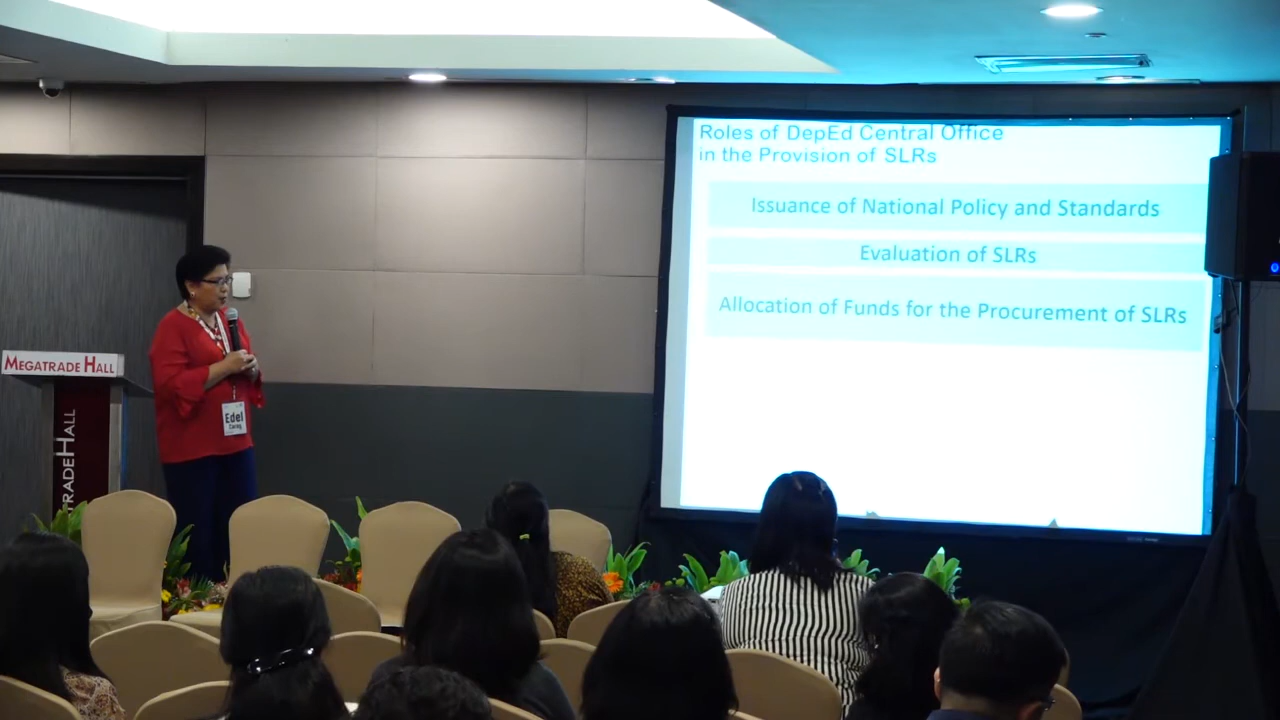 Roles of DepEd Central Office
in the Provision of SLRs
Issuance of National Policy and Standards
Evaluation of SLRs
Allocation of Funds for the Procurement of SLRs
MEGATRADE HALL
TRADEHALL
Edel